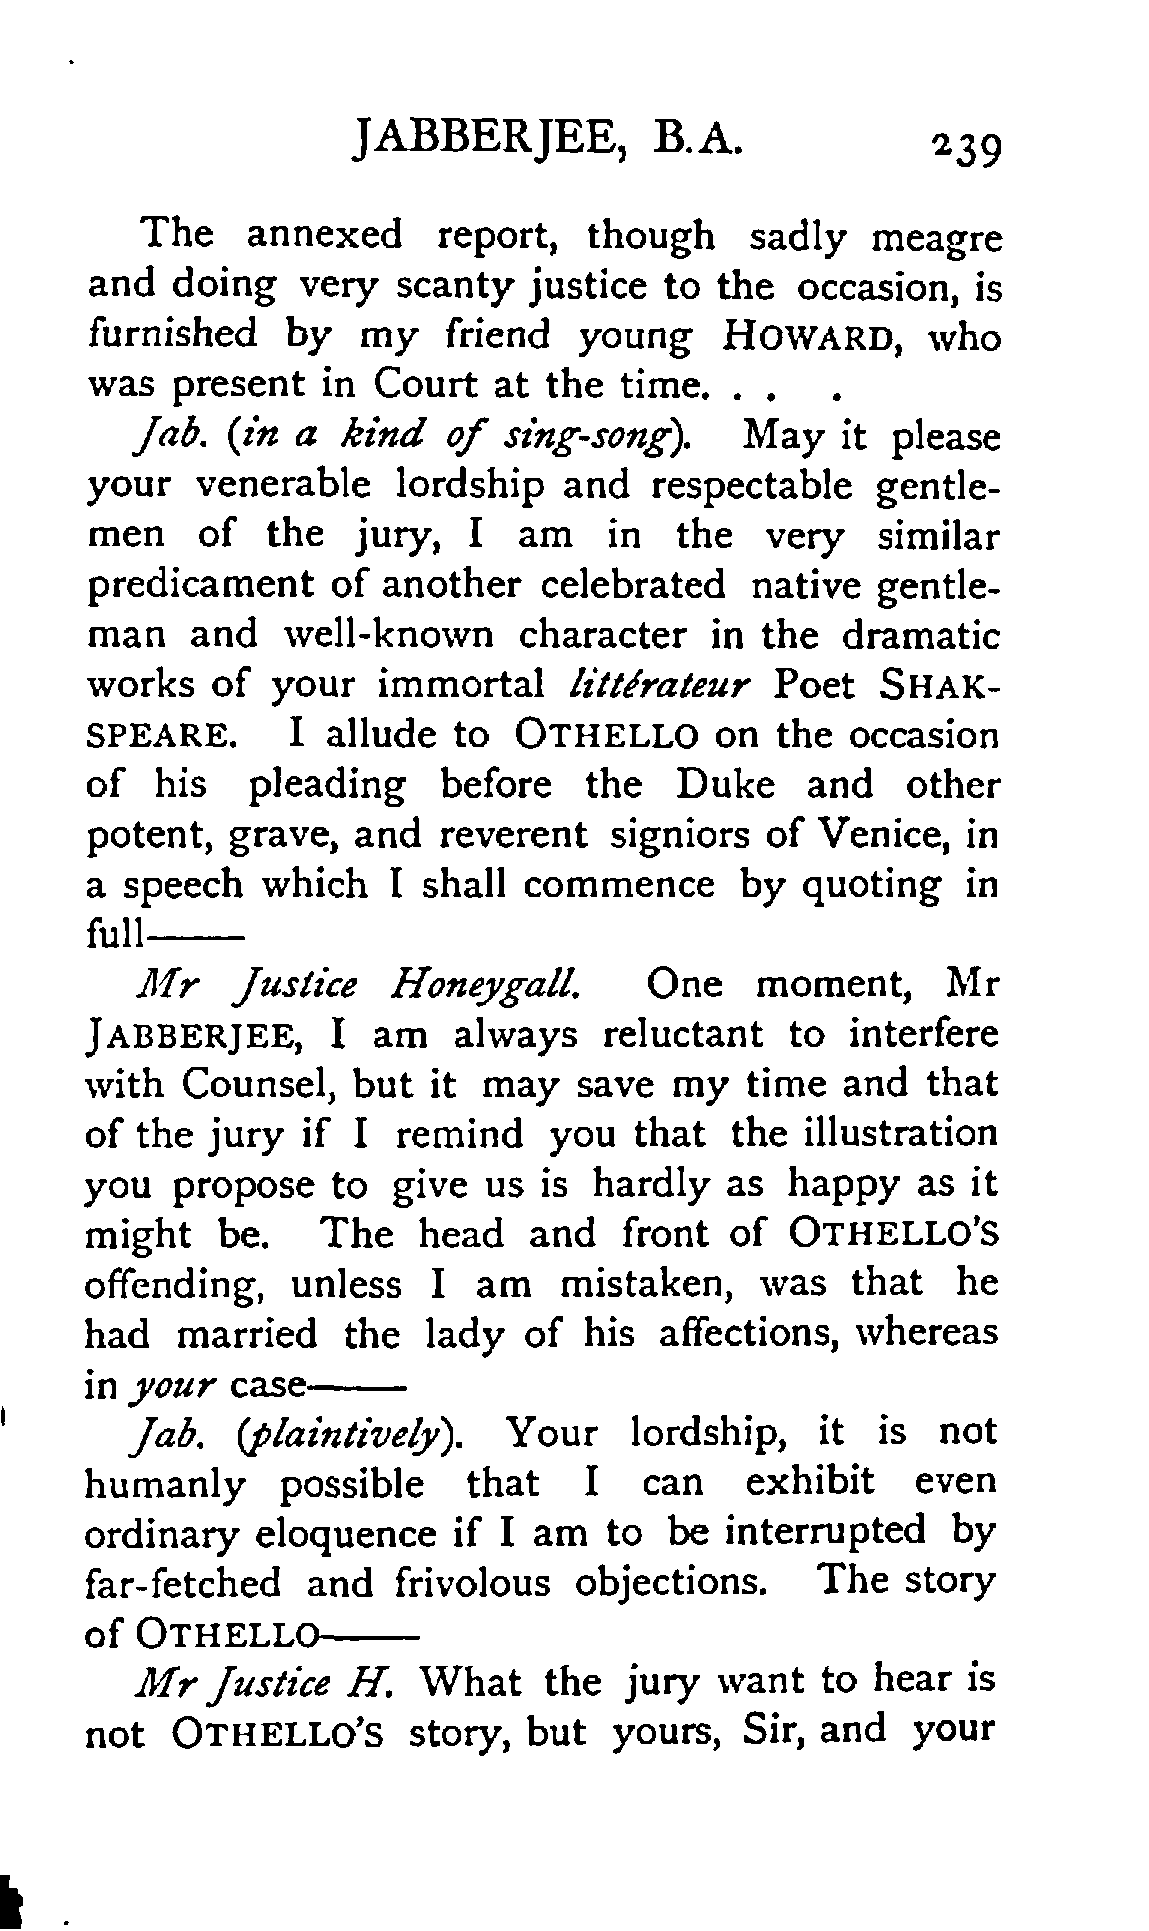 JABBERJEE, B.A. 239
The annexed report, though sadly meagre
and doing very scanty justice to the occasion, is
furnished by my friend young HOWARD, who
was present in Court at the time. . . .
Jab. (in a kind of sing-song). May it please
your venerable lordship and respectable gentle-
men of the jury, I am in the very similar
predicament of another celebrated native gentle-
man and well-known character in the dramatic
works of your immortal littérateur Poet SHAK-
SPEARE. I allude to OTHELLO on the occasion
of his pleading before the Duke and other
potent, grave, and reverent signiors of Venice, in
a speech which I shall commence by quoting in
full——
Mr Justice Honeygall. One moment, Mr
JABBERJEE, I am always reluctant to interfere
with Counsel, but it may save my time and that
of the jury if I remind you that the illustration
you propose to give us is hardly as happy as it
might be. The head and front of OTHELLO'S
offending, unless I am mistaken, was that he
had married the lady of his affections, whereas
in your case——
Jab. (plaintively). Your lordship, it is not
humanly possible that I can exhibit even
ordinary eloquence if I am to be interrupted by
far-fetched and frivolous objections. The story
of OTHELLO——
Mr Justice H. What the jury want to hear is
not OTHELLO'S story, but yours, Sir, and your